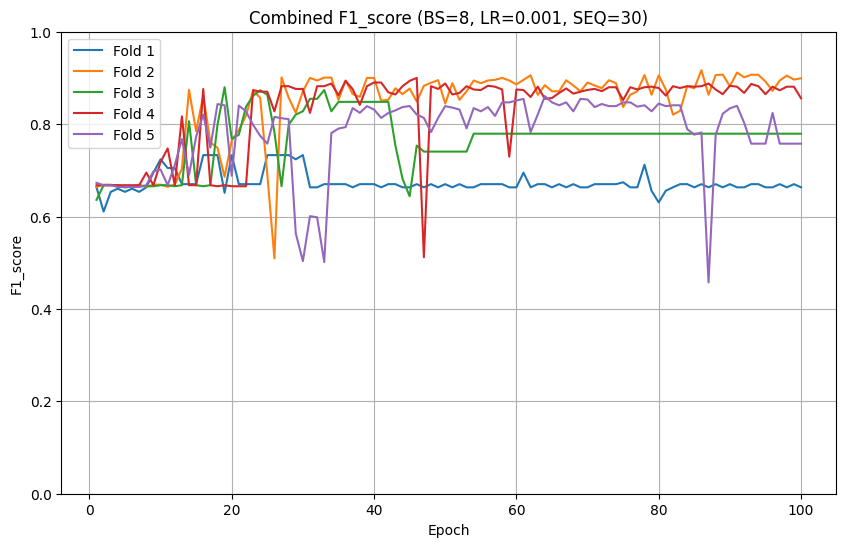 Combined F1_score (BS=8, LR=0.001, SEQ=30)
Fold 1
Fold 2
Fold 3
Fold 4
Fold 5
F1_score
1.0
0.8
0.6
0.4
0.2
0.0
0 20 40 60 80 100
Epoch